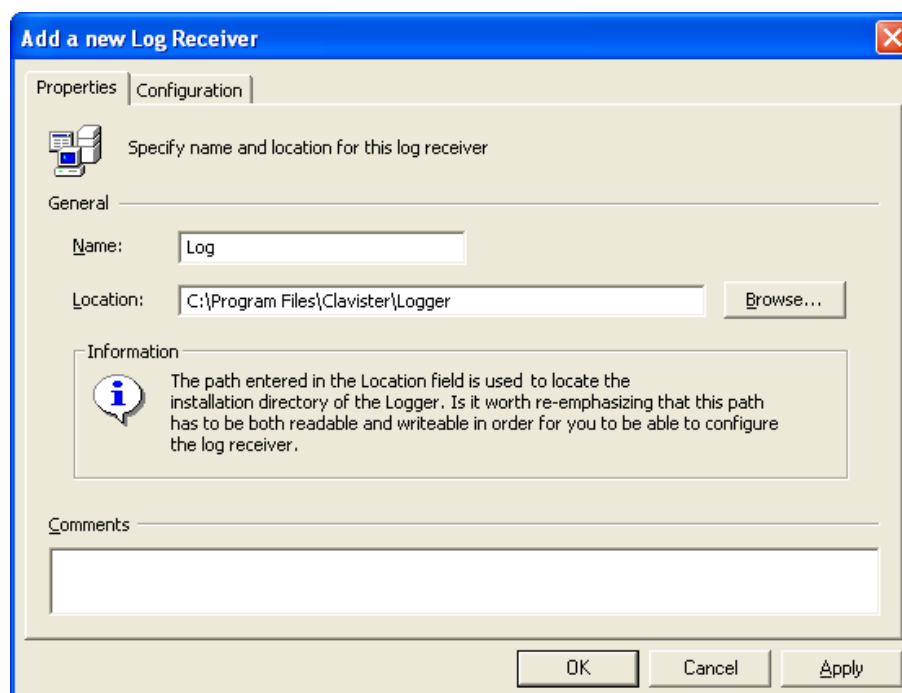 Add a new Log Receiver
Properties Configuration
Specify name and location for this log receiver
General
Name: Log
Location: C:\Program Files\Clavister\Logger Browse...
Information
The path entered in the Location field is used to locate the
installation directory of the Logger. Is it worth re-emphasizing that this path
has to be both readable and writeable in order for you to be able to configure
the log receiver.
Comments
OK Cancel Apply